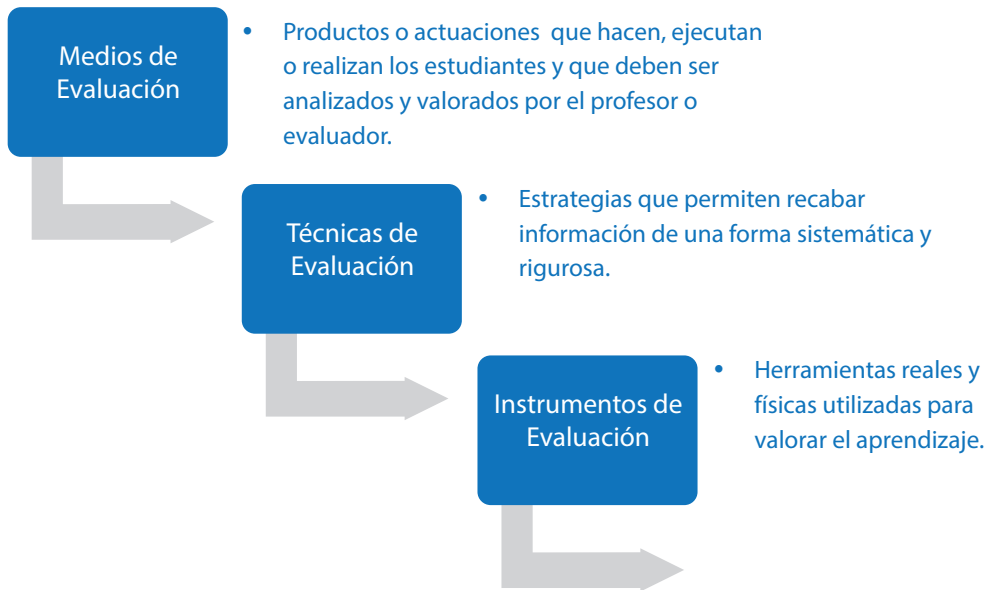 Medios de
Evaluación
• Productos o actuaciones que hacen, ejecutan
o realizan los estudiantes y que deben ser
analizados y valorados por el profesor o
evaluador.
Técnicas de
Evaluación
• Estrategias que permiten recabar
información de una forma sistemática y
rigurosa.
Instrumentos de
Evaluación
• Herramientas reales y
físicas utilizadas para
valorar el aprendizaje.